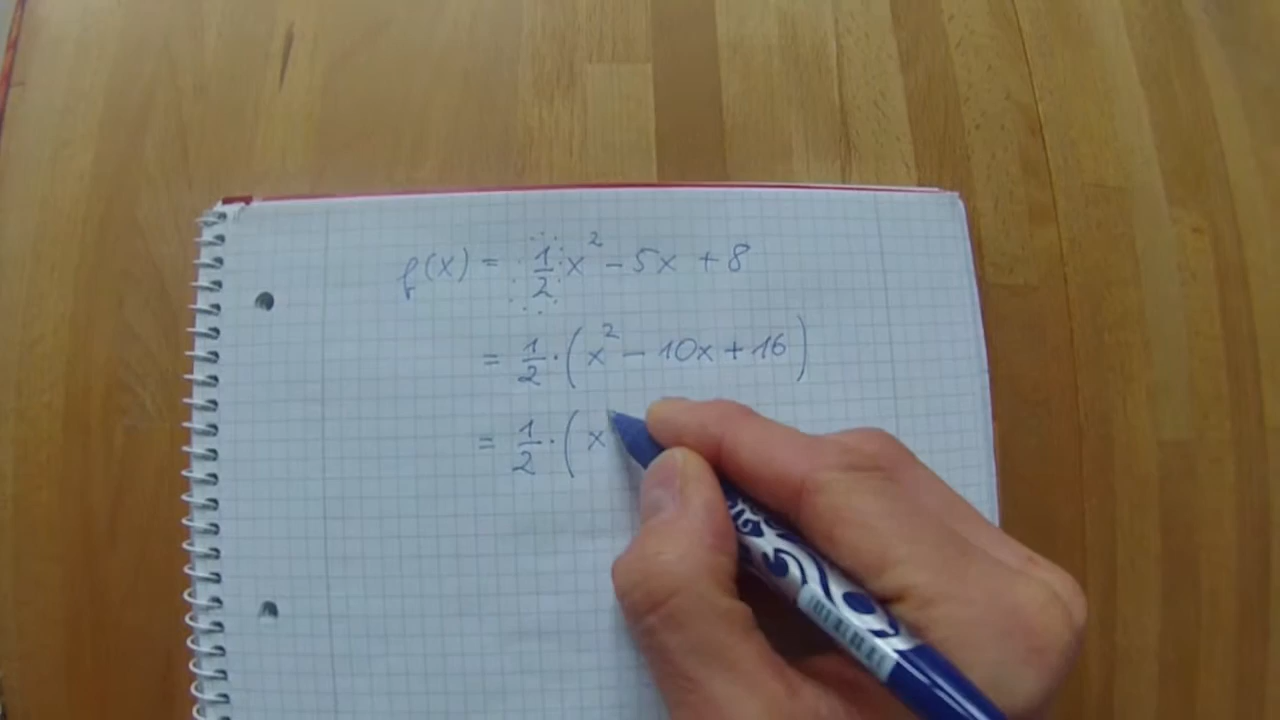 f(x) = 1/2 x² - 5x + 8
= 1/2 · (x² - 10x + 16)
= 1/2 · (x